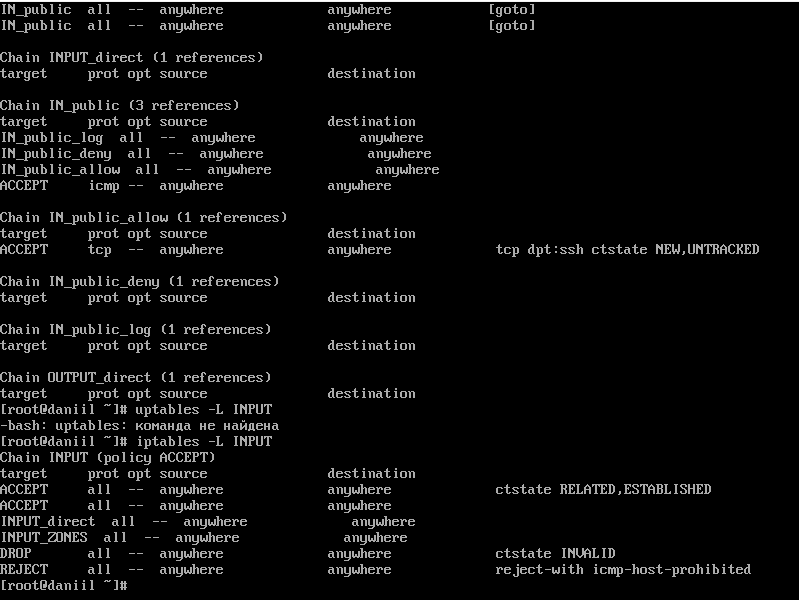 IN_public  all  --  anywhere             anywhere            [goto]
IN_public  all  --  anywhere             anywhere            [goto]

Chain INPUT_direct (1 references)
target     prot opt source               destination

Chain IN_public (3 references)
target     prot opt source               destination
IN_public_log  all  --  anywhere             anywhere
IN_public_deny  all  --  anywhere             anywhere
IN_public_allow  all  --  anywhere             anywhere
ACCEPT     icmp --  anywhere             anywhere

Chain IN_public_allow (1 references)
target     prot opt source               destination
ACCEPT     tcp  --  anywhere             anywhere             tcp dpt:ssh ctstate NEW,UNTRACKED

Chain IN_public_deny (1 references)
target     prot opt source               destination

Chain IN_public_log (1 references)
target     prot opt source               destination

Chain OUTPUT_direct (1 references)
target     prot opt source               destination
[root@daniil ~]# uptables -L INPUT
-bash: uptables: команда не найдена
[root@daniil ~]# iptables -L INPUT
Chain INPUT (policy ACCEPT)
target     prot opt source               destination
ACCEPT     all  --  anywhere             anywhere             ctstate RELATED,ESTABLISHED
ACCEPT     all  --  anywhere             anywhere
INPUT_direct  all  --  anywhere             anywhere
INPUT_ZONES  all  --  anywhere             anywhere
DROP       all  --  anywhere             anywhere             ctstate INVALID
REJECT     all  --  anywhere             anywhere             reject-with icmp-host-prohibited
[root@daniil ~]#